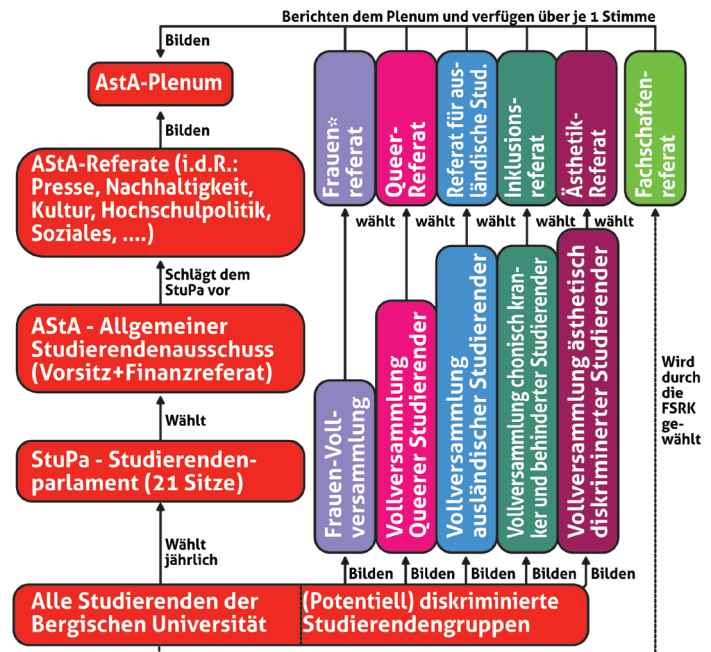 Berichten dem Plenum und verfügen über je 1 Stimme
Bilden
AstA-Plenum
Bilden
AStA-Referate (i.d.R.:
Presse, Nachhaltigkeit,
Kultur, Hochschulpolitik,
Soziales, ....)
Schlägt dem
StuPa vor
AStA - Allgemeiner
Studierendenausschuss
(Vorsitz+Finanzreferat)
Wählt
StuPa - Studierenden-
parlament (21 Sitze)
Wählt
jährlich
Alle Studierenden der
Bergischen Universität
(Potentiell) diskriminierte
Studierendengruppen
Frauen*
referat
Queer-
Referat
Referat für aus-
ländische Stud.
Inklusions-
referat
Ästhetik-
Referat
Fachschaften-
referat
wählt
wählt
wählt
wählt
wählt
Frauen-Voll-
versammlung
Vollversammlung
Queerer Studierender
Vollversammlung
ausländischer Studierender
Vollversammlung chonisch kran-
ker und behinderter Studierender
Vollversammlung ästhetisch
diskriminerter Studierender
Bilden
Bilden
Bilden
Bilden
Bilden
Wird
durch
die
FSRK
ge-
wählt